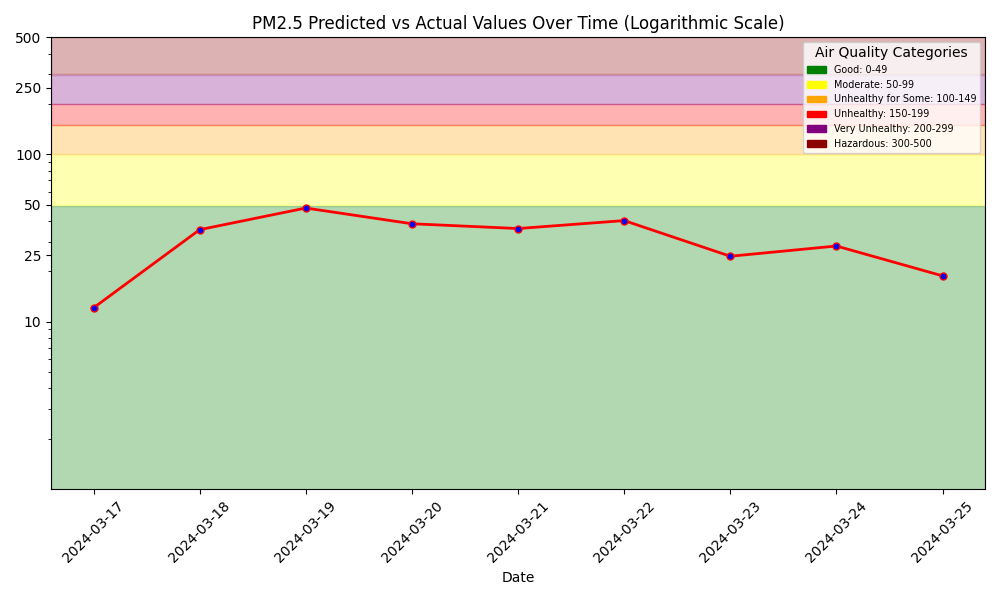 PM2.5 Predicted vs Actual Values Over Time (Logarithmic Scale)
500
250
100
50
25
10
Air Quality Categories
Good: 0-49
Moderate: 50-99
Unhealthy for Some: 100-149
Unhealthy: 150-199
Very Unhealthy: 200-299
Hazardous: 300-500
2024-03-17
2024-03-18
2024-03-19
2024-03-20
2024-03-21
2024-03-22
2024-03-23
2024-03-24
2024-03-25
Date